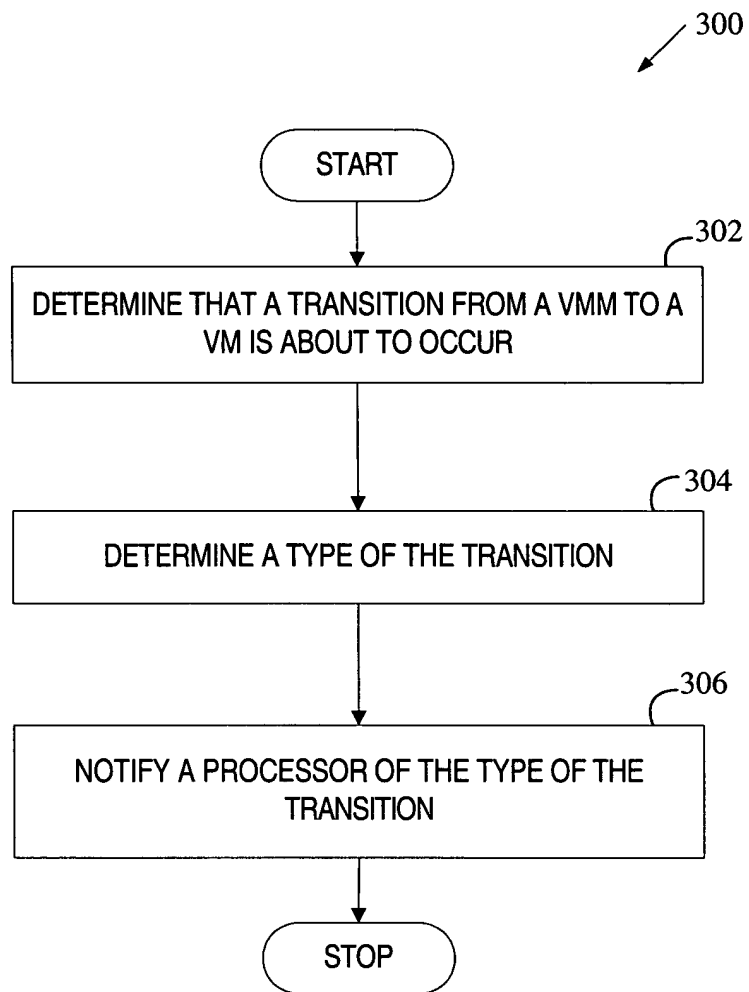 300
START
302
DETERMINE THAT A TRANSITION FROM A VMM TO A
VM IS ABOUT TO OCCUR
304
DETERMINE A TYPE OF THE TRANSITION
306
NOTIFY A PROCESSOR OF THE TYPE OF THE
TRANSITION
STOP